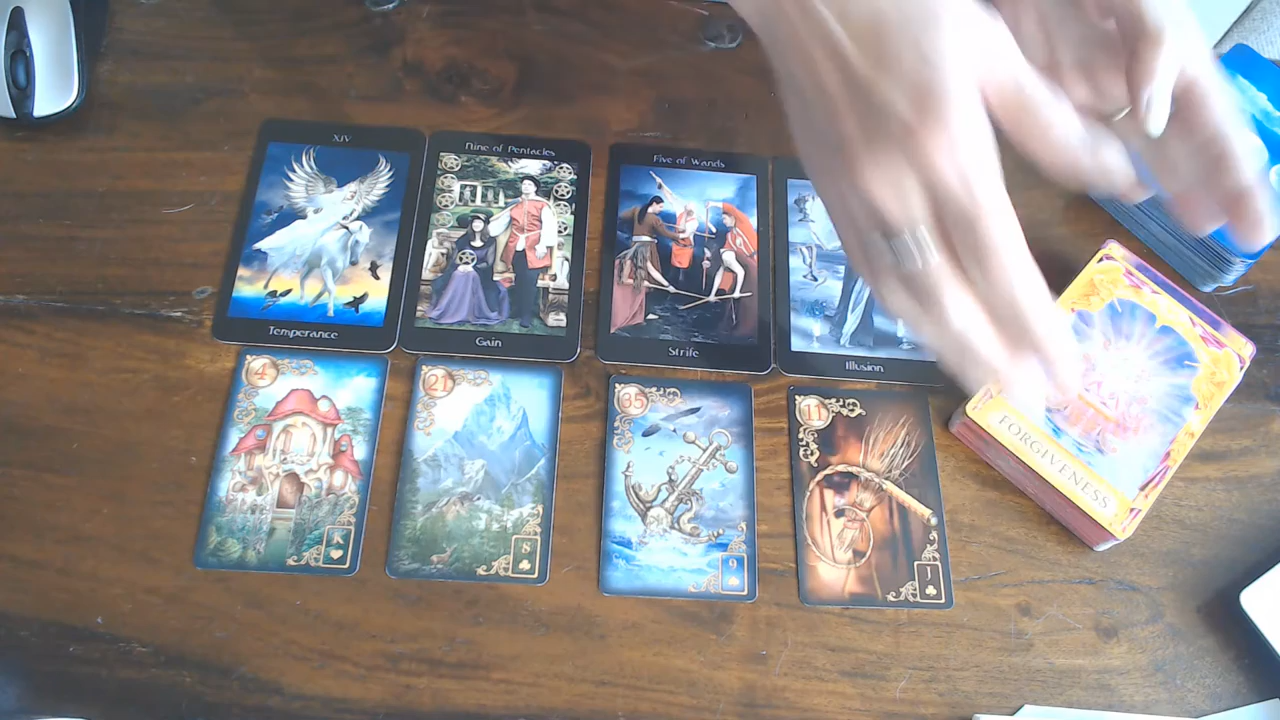 XIV
Temperance
Nine of Pentacles
Gain
Five of Wands
Strife
Illusion
4
K
21
8
35
9
11
J
FORGIVENESS